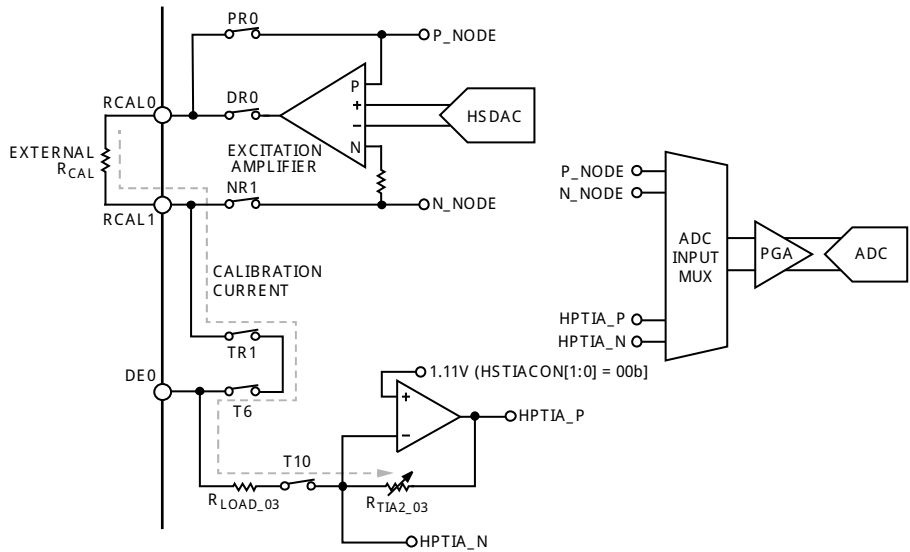 PR0
P_NODE
P
RCAL0
DR0
+
HSDAC
–
EXTERNAL
RCAL
EXCITATION
AMPLIFIER
N
NR1
N_NODE
RCAL1
P_NODE
N_NODE
ADC
INPUT
MUX
PGA
ADC
CALIBRATION
CURRENT
HPTIA_P
HPTIA_N
TR1
DE0
1.11V (HSTIACON[1:0] = 00b]
+
T6
HPTIA_P
–
T10
RLOAD_03
RTIA2_03
HPTIA_N